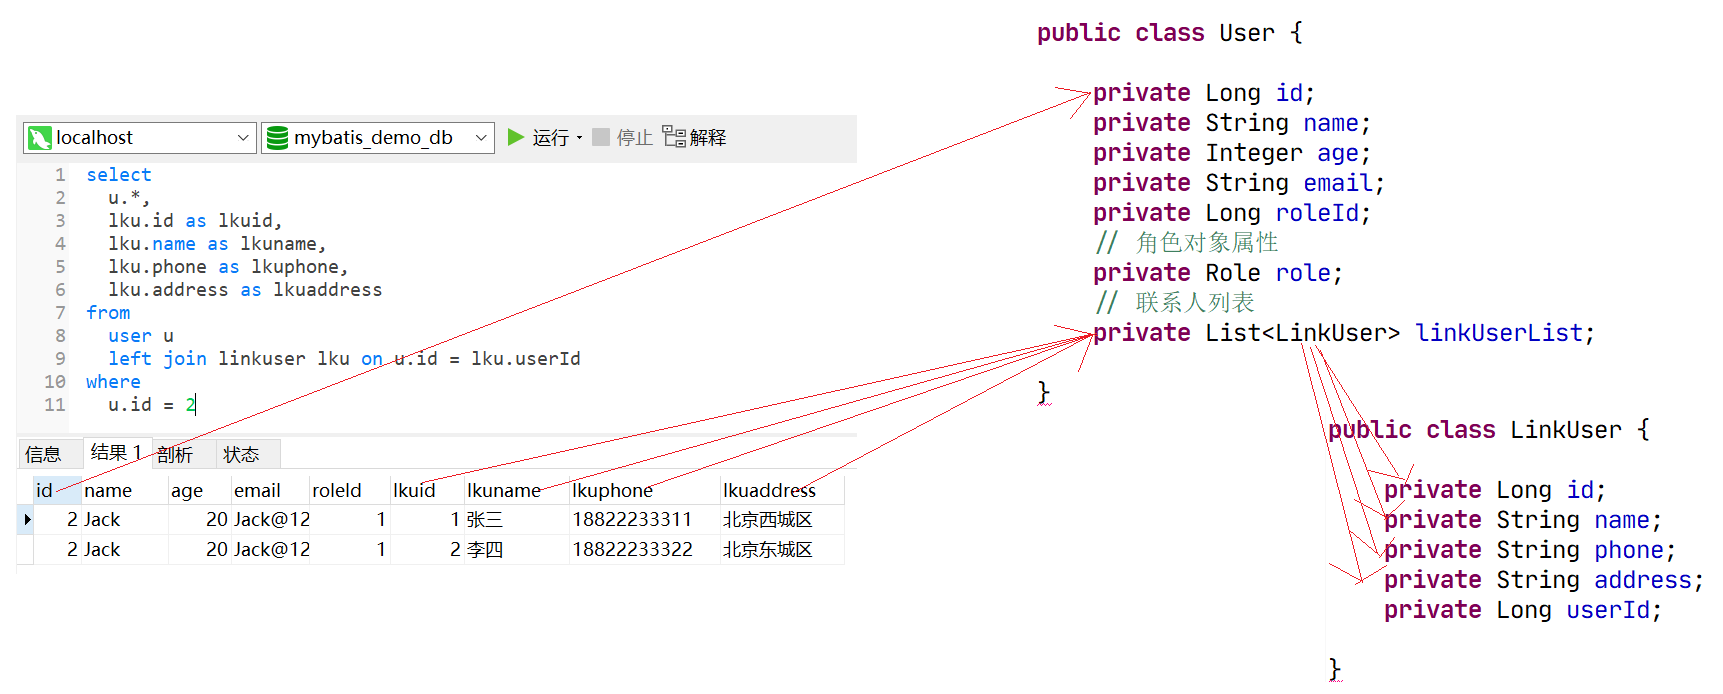 localhost mybatis_demo_db 运行 停止 解释
1 select
2 u.*,
3 lku.id as lkuid,
4 lku.name as lkuname,
5 lku.phone as lkuphone,
6 lku.address as lkuaddress
7 from
8 user u
9 left join linkuser lku on u.id = lku.userId
10 where
11 u.id = 2
信息 结果 1 剖析 状态
id name age email roleId lkuid lkuname lkuphone lkuaddress
2 Jack 20 Jack@12 1 1 张三 18822233311 北京西城区
2 Jack 20 Jack@12 1 2 李四 18822233322 北京东城区
public class User {
private Long id;
private String name;
private Integer age;
private String email;
private Long roleId;
// 角色对象属性
private Role role;
// 联系人列表
private List<LinkUser> linkUserList;
}
public class LinkUser {
private Long id;
private String name;
private String phone;
private String address;
private Long userId;
}